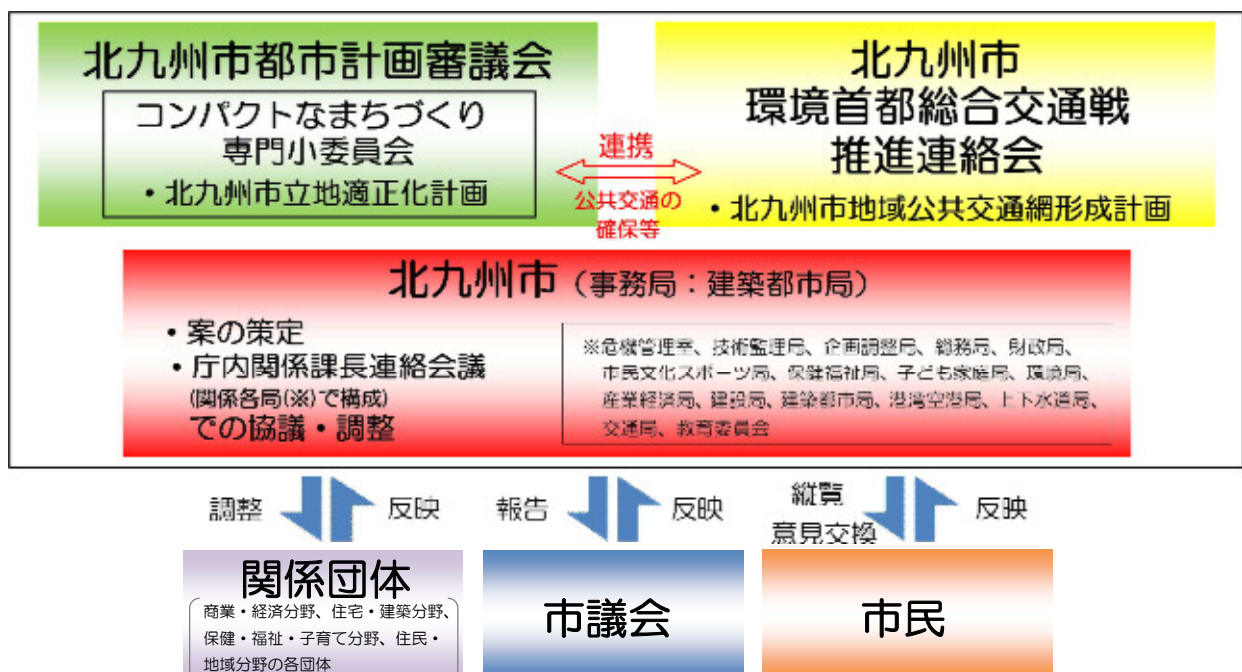 北九州市都市計画審議会
コンパクトなまちづくり
専門小委員会
・北九州市立地適正化計画
連携
公共交通の
確保等
北九州市
環境首都総合交通戦
推進連絡会
・北九州市地域公共交通網形成計画
北九州市（事務局：建築都市局）
・案の策定
・庁内関係課長連絡会議
(関係各局(※)で構成)
での協議・調整
※危機管理室、技術監理局、企画調整局、総務局、財政局、
市民文化スポーツ局、保健福祉局、子ども家庭局、環境局、
産業経済局、建設局、建築都市局、港湾空港局、上下水道局、
交通局、教育委員会
調整
反映
報告
反映
縦覧
意見交換
反映
関係団体
商業・経済分野、住宅・建築分野、
保健・福祉・子育て分野、住民・
地域分野の各団体
市議会
市民